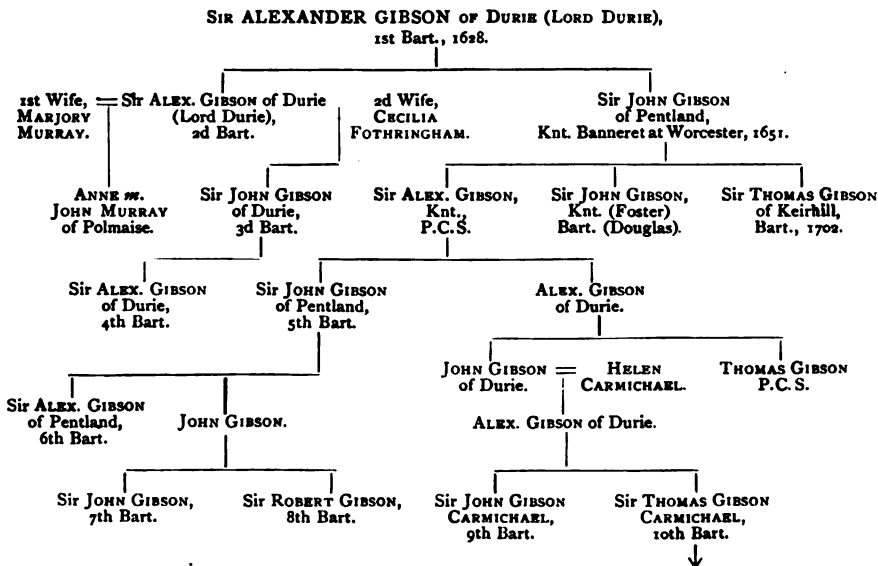 SIR ALEXANDER GIBSON OF DURIE (LORD DURIE),
1st Bart., 1628.
1st Wife,
MARJORY
MURRAY.
= Sir ALEX. GIBSON of Durie
(Lord Durie),
2d Bart.
2d Wife,
CECILIA
FOTHRINGHAM.
Sir JOHN GIBSON
of Pentland,
Knt. Banneret at Worcester, 1651.
ANNE m.
JOHN MURRAY
of Polmaise.
Sir JOHN GIBSON
of Durie,
3d Bart.
Sir ALEX. GIBSON,
Knt.,
P.C.S.
Sir JOHN GIBSON,
Knt. (Foster)
Bart. (Douglas).
Sir THOMAS GIBSON
of Keirhill,
Bart., 1702.
Sir ALEX. GIBSON
of Durie,
4th Bart.
Sir JOHN GIBSON
of Pentland,
5th Bart.
ALEX. GIBSON
of Durie.
JOHN GIBSON
of Durie.
=
HELEN
CARMICHAEL.
THOMAS GIBSON
P.C.S.
Sir ALEX. GIBSON
of Pentland,
6th Bart.
JOHN GIBSON.
ALEX. GIBSON of Durie.
Sir JOHN GIBSON,
7th Bart.
Sir ROBERT GIBSON,
8th Bart.
Sir JOHN GIBSON
CARMICHAEL,
9th Bart.
Sir THOMAS GIBSON
CARMICHAEL,
10th Bart.